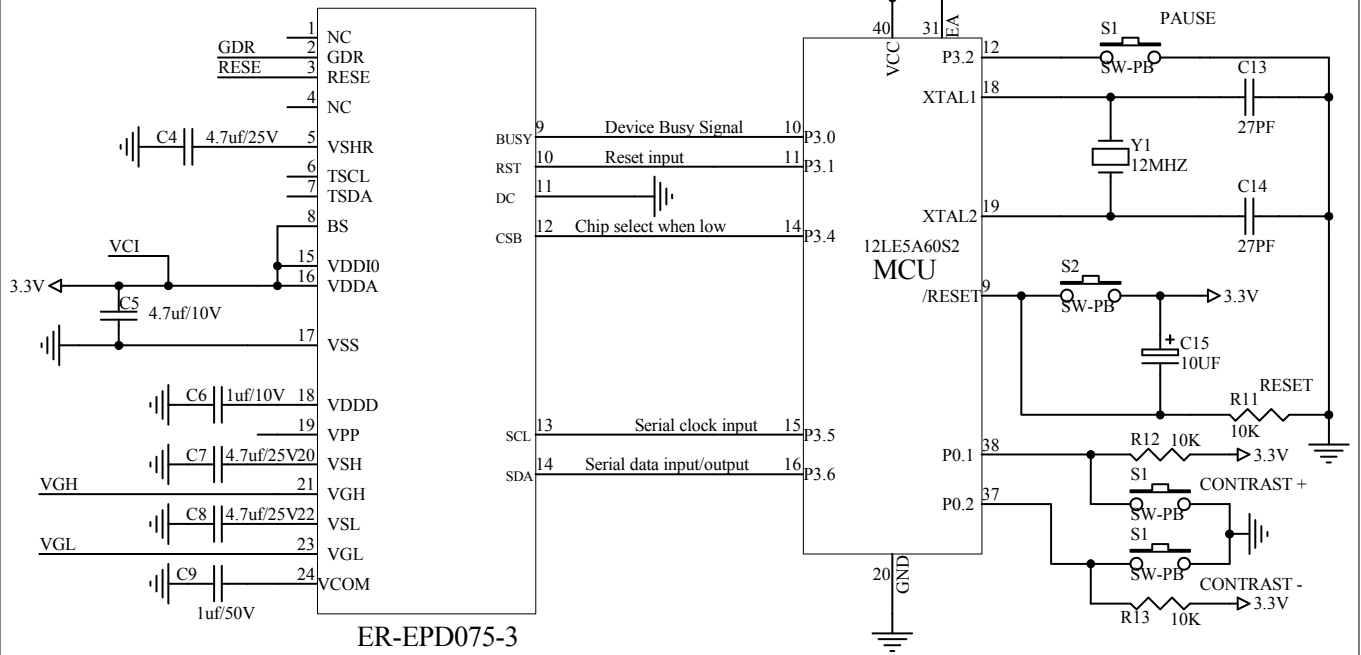 40 31 EA
VCC
S1 PAUSE
P3.2 12
SW-PB
XTAL1 18
C13
27PF
Y1
12MHZ
C14
XTAL2 19
27PF
12LE5A60S2
MCU
/RESET 9
S2
SW-PB
3.3V
C15
+
10UF
RESET
R11
10K
P0.1 38
R12 10K
3.3V
S1
CONTRAST +
SW-PB
P0.2 37
S1
SW-PB
CONTRAST -
R13 10K
3.3V
20 GND
1 NC
GDR 2 GDR
RESE 3 RESE
4 NC
C4 4.7uf/25V 5 VSHR
6 TSCL
7 TSDA
8 BS
VCI
15 VDDI0
3.3V 16 VDDA
C5
4.7uf/10V
17 VSS
C6 1uf/10V 18 VDDD
19 VPP
C7 4.7uf/25V 20 VSH
VGH 21 VGH
C8 4.7uf/25V 22 VSL
VGL 23 VGL
C9 24 VCOM
1uf/50V
BUSY 9 Device Busy Signal 10 P3.0
RST 10 Reset input 11 P3.1
DC 11
CSB 12 Chip select when low 14 P3.4
SCL 13 Serial clock input 15 P3.5
SDA 14 Serial data input/output 16 P3.6
ER-EPD075-3